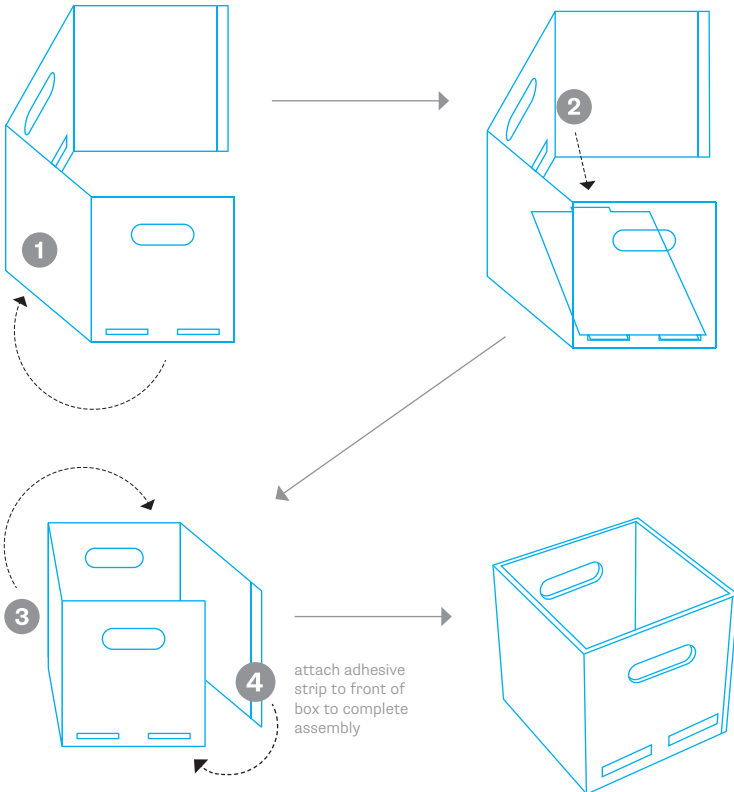 1
2
3
4
attach adhesive
strip to front of
box to complete
assembly